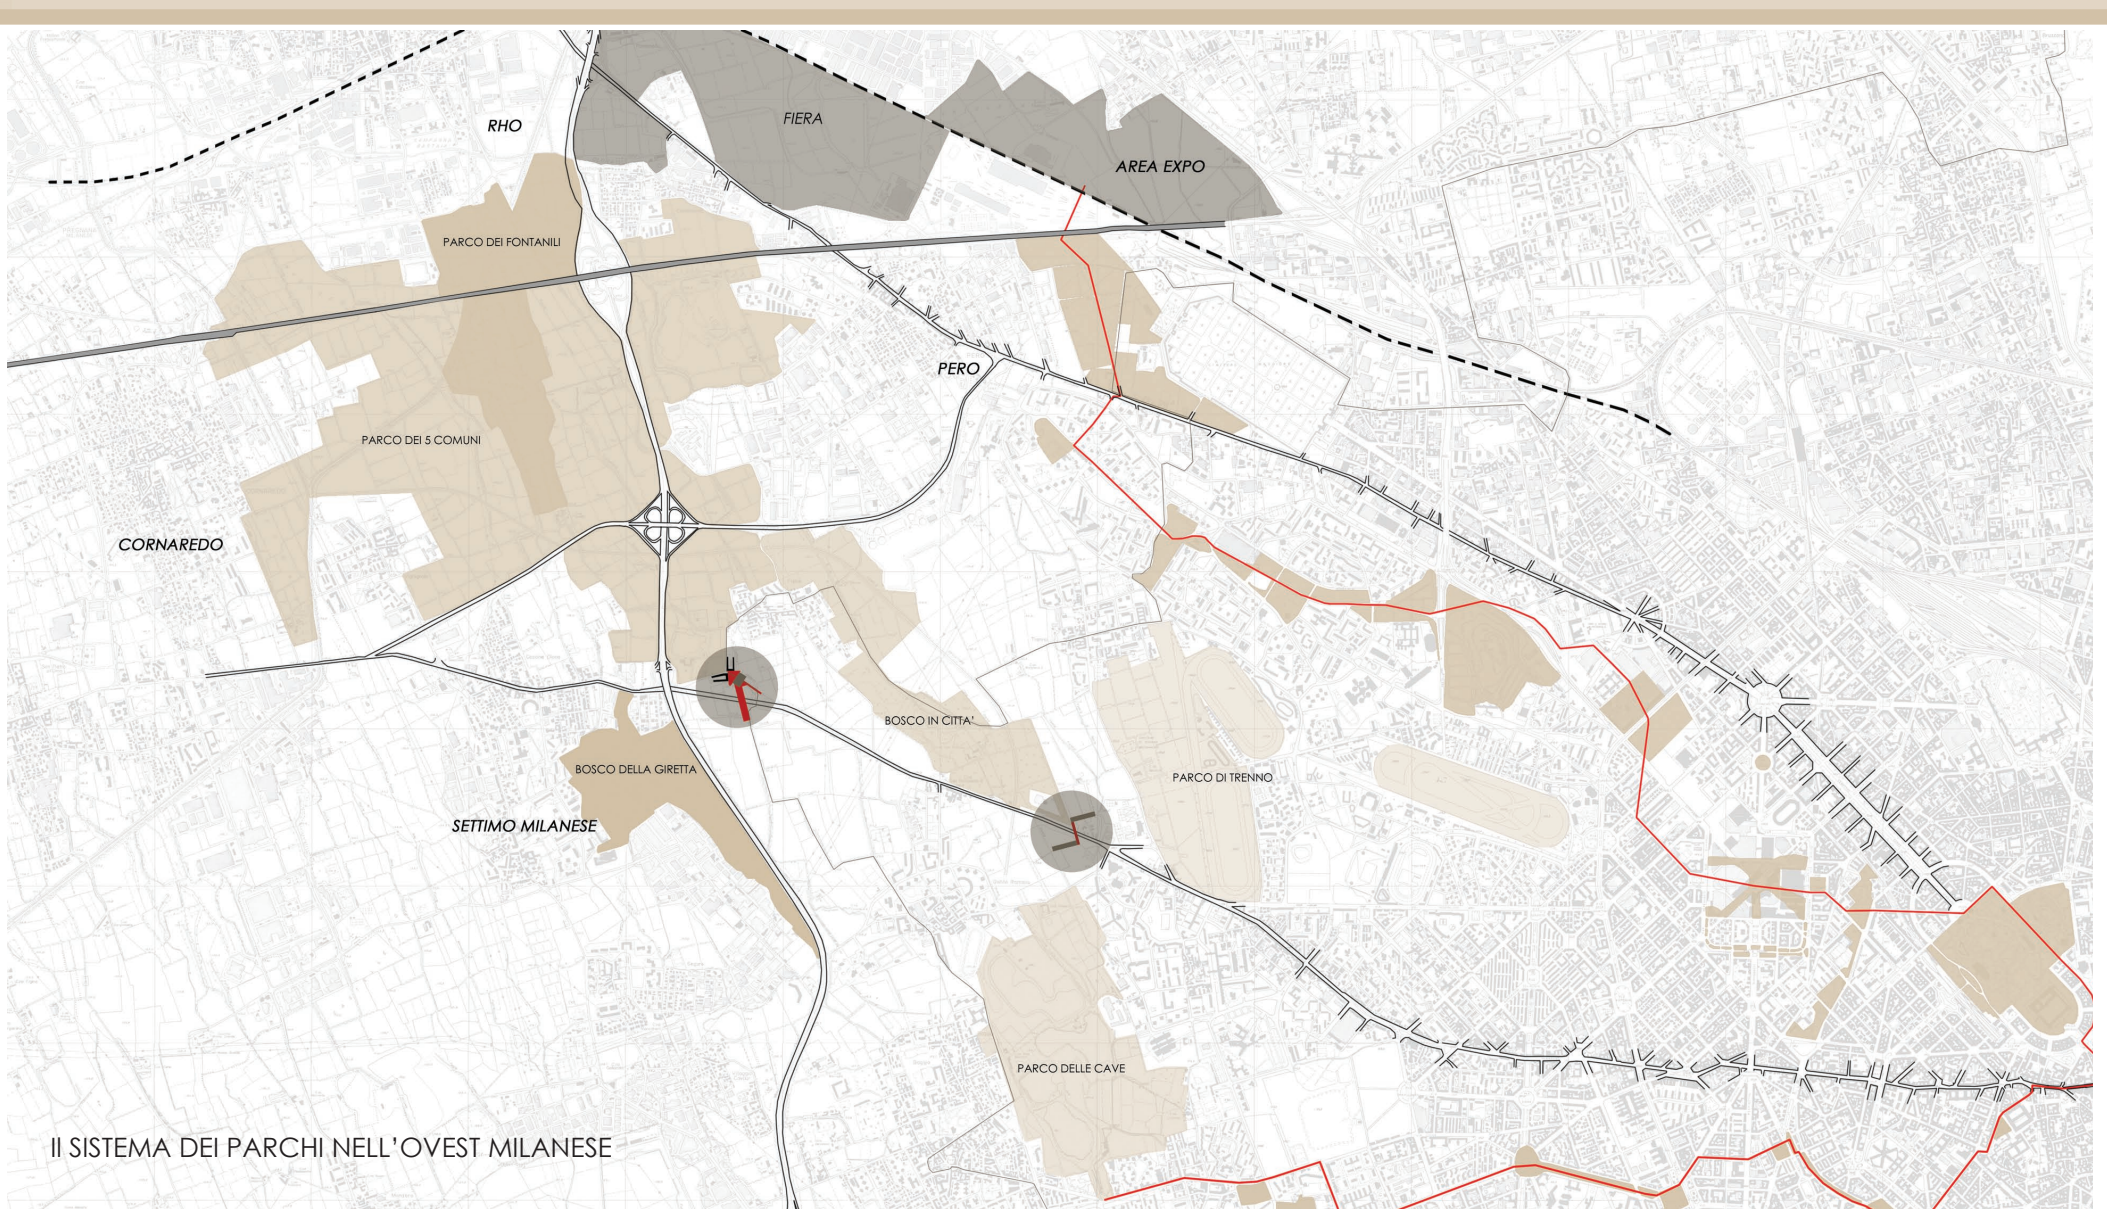 RHO
FIERA
AREA EXPO
PARCO DEI FONTANILI
PERO
PARCO DEI 5 COMUNI
CORNAREDO
BOSCO IN CITTA'
BOSCO DELLA GIRETTA
PARCO DI TRENNO
SETTIMO MILANESE
PARCO DELLE CAVE
Il SISTEMA DEI PARCHI NELL'OVEST MILANESE